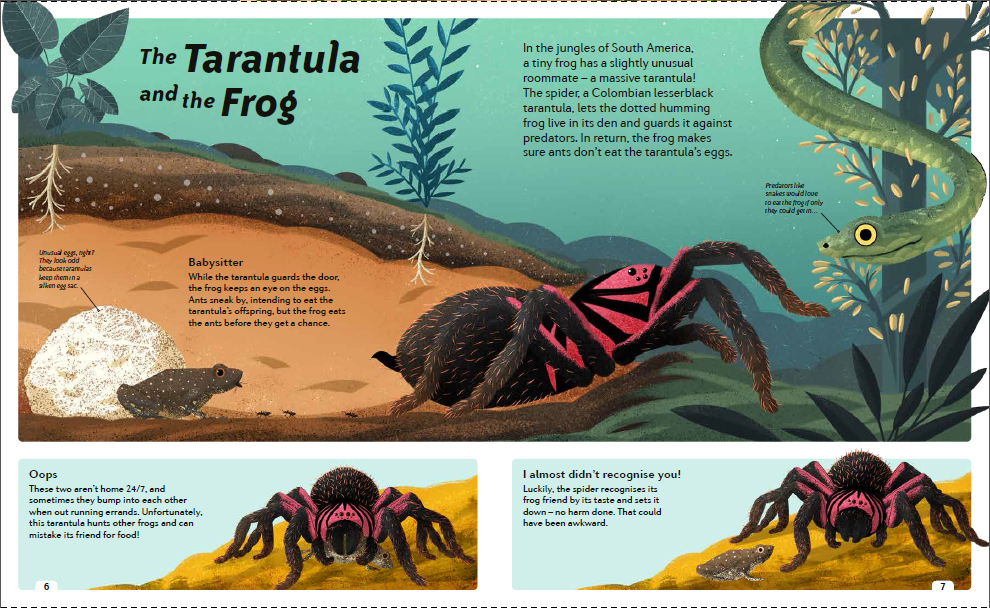 The Tarantula
and the Frog
In the jungles of South America,
a tiny frog has a slightly unusual
roommate – a massive tarantula!
The spider, a Colombian lesserblack
tarantula, lets the dotted humming
frog live in its den and guards it against
predators. In return, the frog makes
sure ants don’t eat the tarantula’s eggs.
Predators like
snakes would love
to eat the frog if only
they could get in...
Unusual eggs, right?
They look odd
because tarantulas
keep them in a
silken egg sac.
Babysitter
While the tarantula guards the door,
the frog keeps an eye on the eggs.
Ants sneak by, intending to eat the
tarantula’s offspring, but the frog eats
the ants before they get a chance.
Oops
These two aren’t home 24/7, and
sometimes they bump into each other
when out running errands. Unfortunately,
this tarantula hunts other frogs and can
mistake its friend for food!
I almost didn’t recognise you!
Luckily, the spider recognises its
frog friend by its taste and sets it
down – no harm done. That could
have been awkward.
6
7